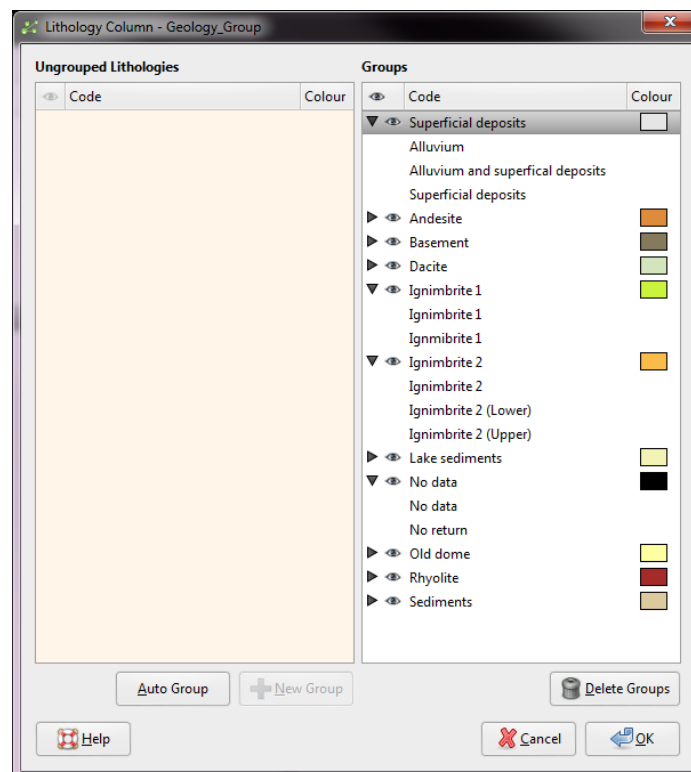 Lithology Column - Geology_Group
Ungrouped Lithologies
Groups
Code Colour
Code Colour
Superficial deposits
Alluvium
Alluvium and superfical deposits
Superficial deposits
Andesite
Basement
Dacite
Ignimbrite 1
Ignimbrite 1
Ignmibrite 1
Ignimbrite 2
Ignimbrite 2
Ignimbrite 2 (Lower)
Ignimbrite 2 (Upper)
Lake sediments
No data
No data
No return
Old dome
Rhyolite
Sediments
Auto Group
New Group
Delete Groups
Help
Cancel
OK